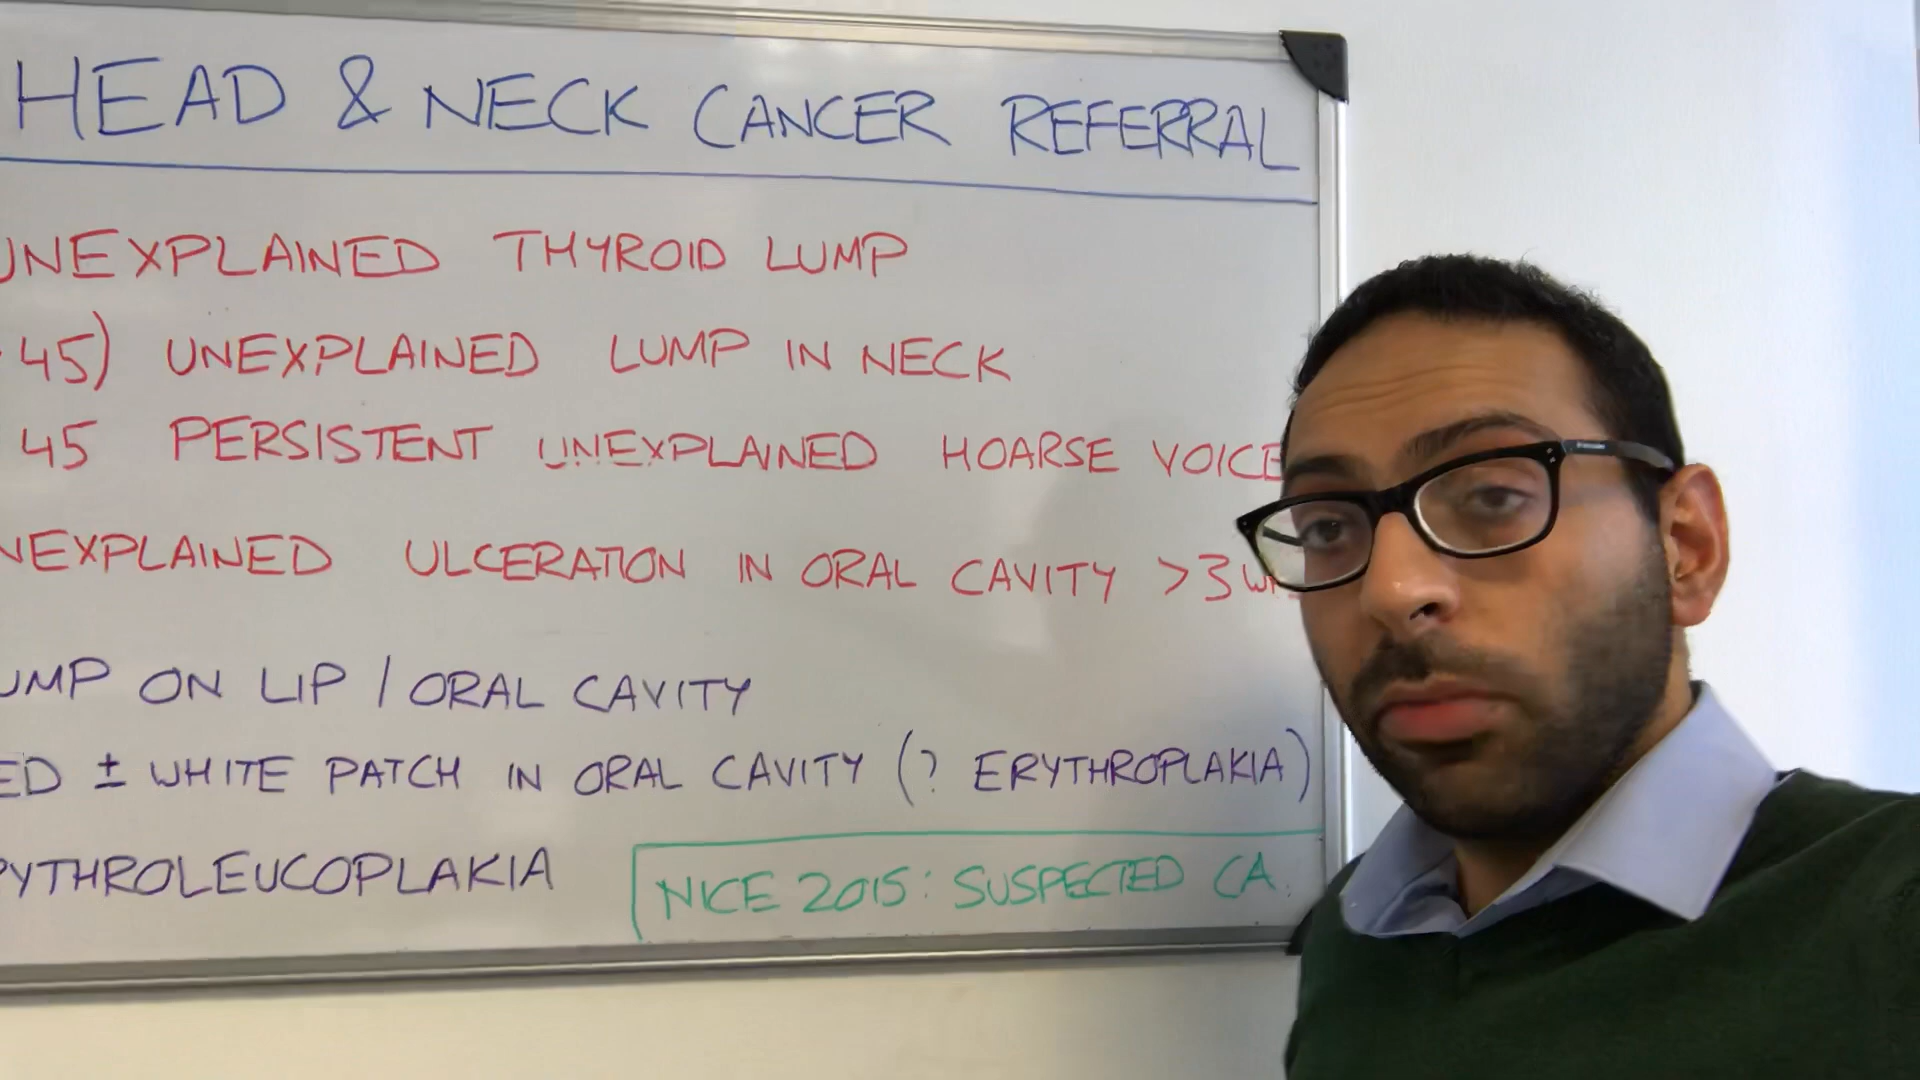 HEAD & NECK CANCER REFERRAL
UNEXPLAINED THYROID LUMP
45) UNEXPLAINED LUMP IN NECK
45 PERSISTENT UNEXPLAINED HOARSE VOICE
NEXPLAINED ULCERATION IN ORAL CAVITY >3
UMP ON LIP / ORAL CAVITY
ED ± WHITE PATCH IN ORAL CAVITY (? ERYTHROPLAKIA)
RYTHROLEUCOPLAKIA
NICE 2015: SUSPECTED CA.